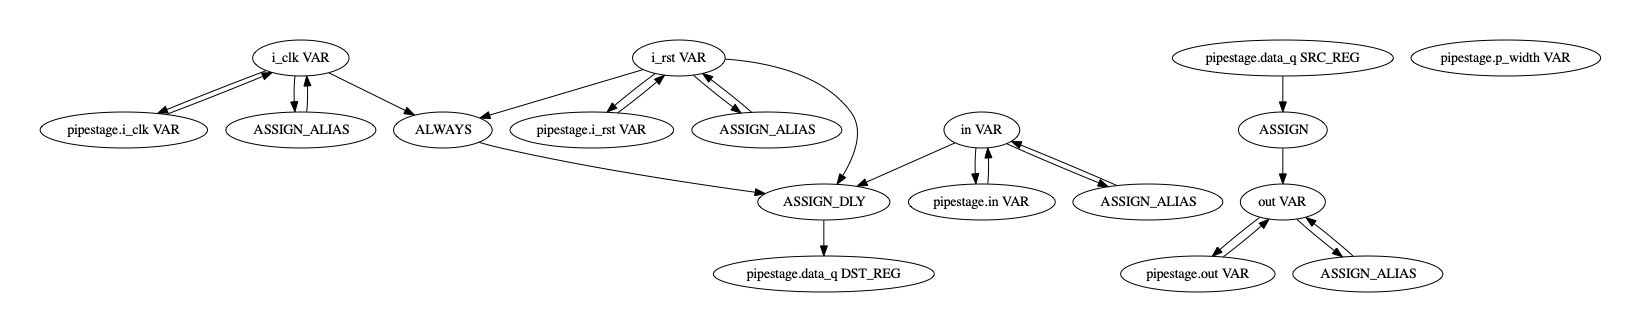 i_clk VAR
i_rst VAR
pipestage.data_q SRC_REG
pipestage.p_width VAR
pipestage.i_clk VAR
ASSIGN_ALIAS
ALWAYS
pipestage.i_rst VAR
ASSIGN_ALIAS
in VAR
ASSIGN
ASSIGN_DLY
pipestage.in VAR
ASSIGN_ALIAS
out VAR
pipestage.data_q DST_REG
pipestage.out VAR
ASSIGN_ALIAS